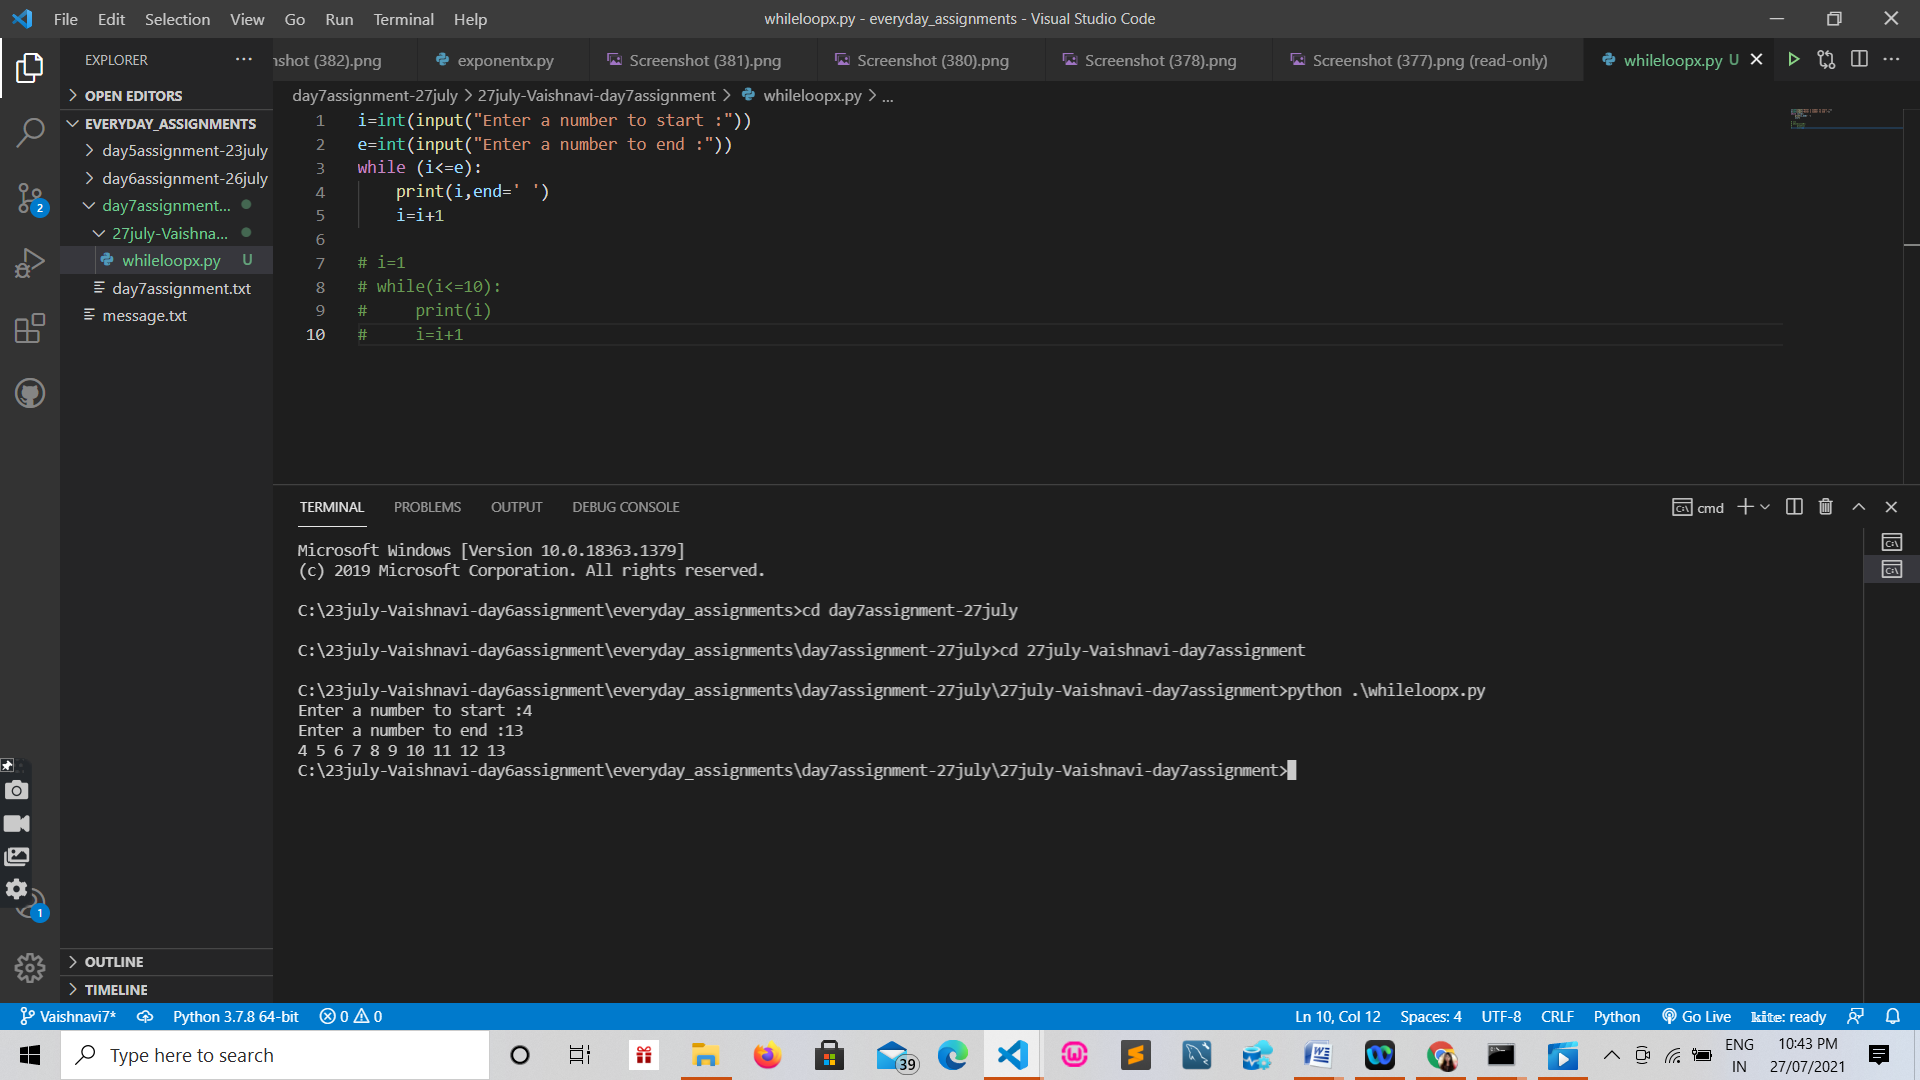 File Edit Selection View Go Run Terminal Help
whileloopx.py - everyday_assignments - Visual Studio Code
EXPLORER
shot (382).png exponentx.py Screenshot (381).png Screenshot (380).png Screenshot (378).png Screenshot (377).png (read-only) whileloopx.py U
OPEN EDITORS
EVERYDAY_ASSIGNMENTS
day5assignment-23july
day6assignment-26july
day7assignment...
27july-Vaishna...
whileloopx.py U
day7assignment.txt
message.txt
OUTLINE
TIMELINE
2
1
day7assignment-27july > 27july-Vaishnavi-day7assignment > whileloopx.py > ...
1 i=int(input("Enter a number to start :"))
2 e=int(input("Enter a number to end :"))
3 while (i<=e):
4     print(i,end=' ')
5     i=i+1
6
7 # i=1
8 # while(i<=10):
9 #     print(i)
10 #     i=i+1
TERMINAL PROBLEMS OUTPUT DEBUG CONSOLE
cmd
Microsoft Windows [Version 10.0.18363.1379]
(c) 2019 Microsoft Corporation. All rights reserved.
C:\23july-Vaishnavi-day6assignment\everyday_assignments>cd day7assignment-27july
C:\23july-Vaishnavi-day6assignment\everyday_assignments\day7assignment-27july>cd 27july-Vaishnavi-day7assignment
C:\23july-Vaishnavi-day6assignment\everyday_assignments\day7assignment-27july\27july-Vaishnavi-day7assignment>python .\whileloopx.py
Enter a number to start :4
Enter a number to end :13
4 5 6 7 8 9 10 11 12 13
C:\23july-Vaishnavi-day6assignment\everyday_assignments\day7assignment-27july\27july-Vaishnavi-day7assignment>
Vaishnavi7* Python 3.7.8 64-bit 0 0
Ln 10, Col 12 Spaces: 4 UTF-8 CRLF Python Go Live kite: ready
Type here to search
39
ENG
IN
10:43 PM
27/07/2021